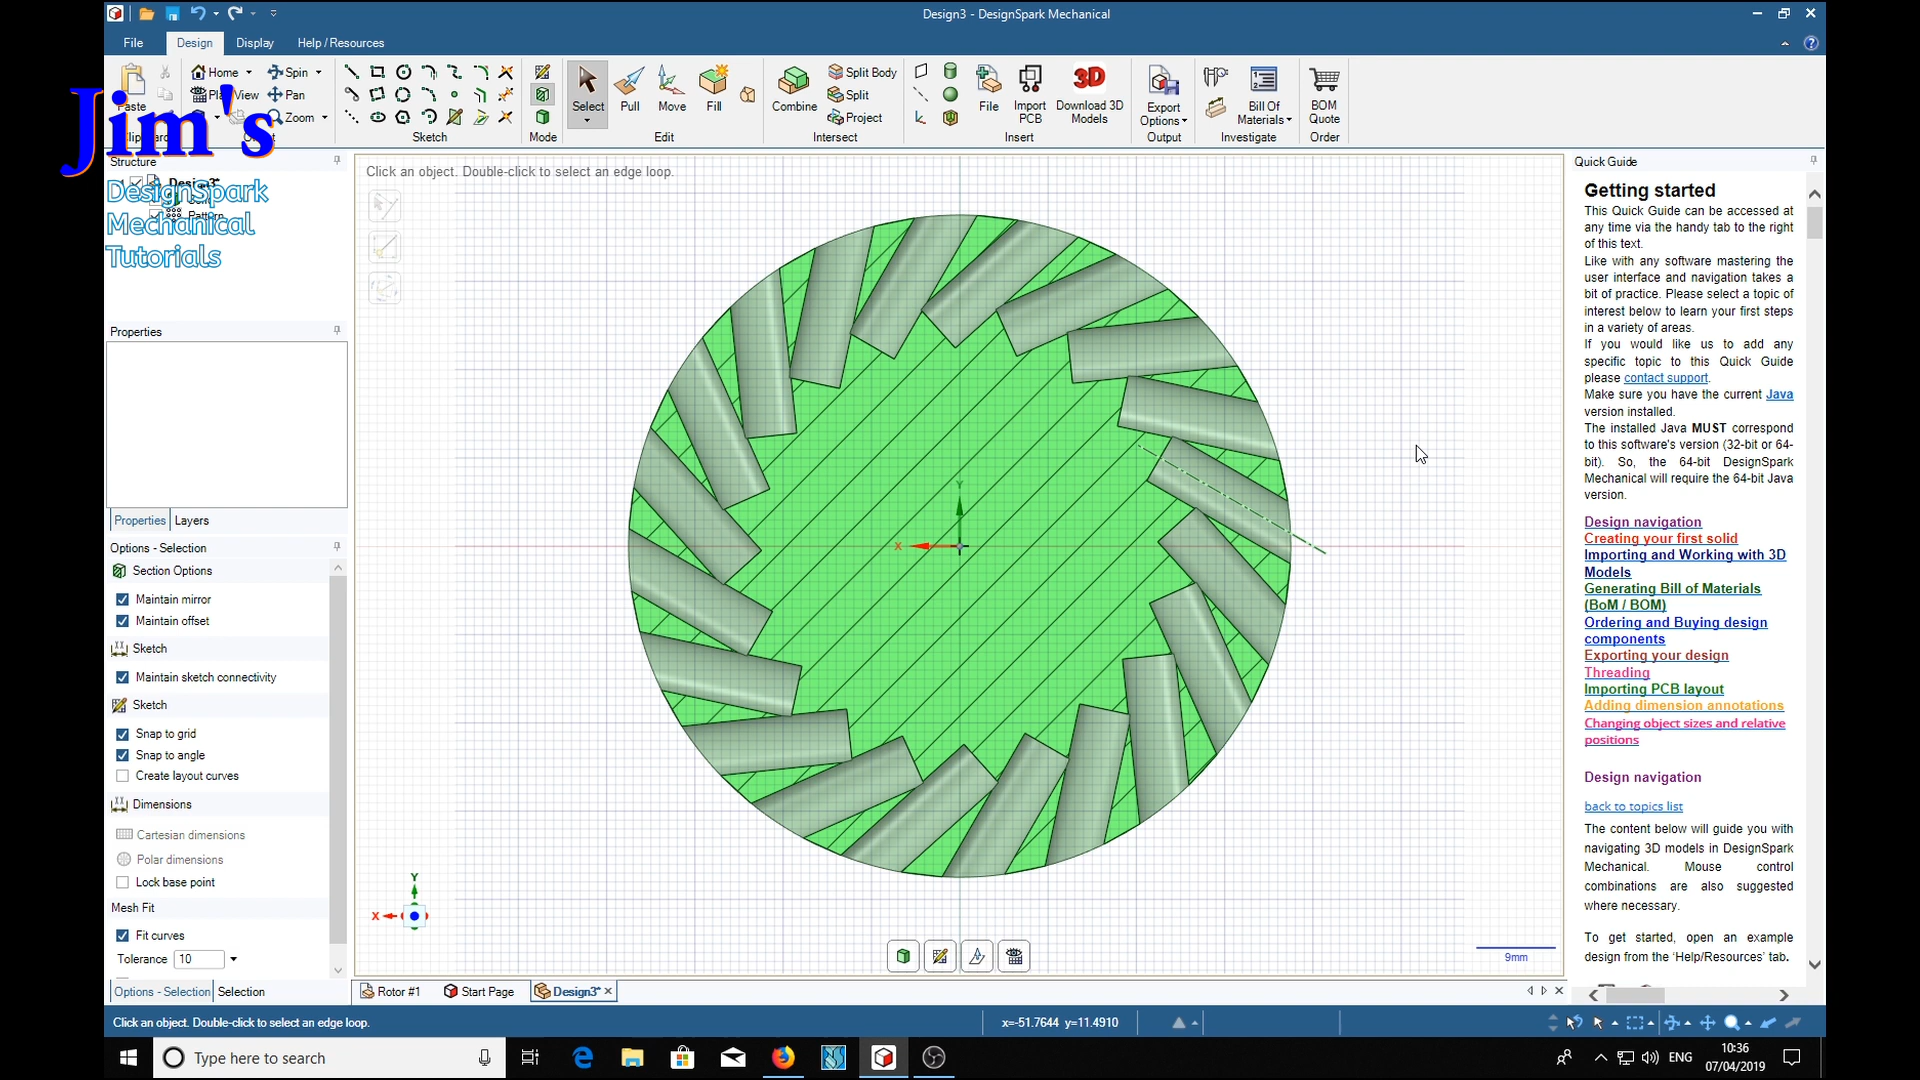 Design3 - DesignSpark Mechanical
File
Design
Display
Help / Resources
Paste
Home
Spin
Plan View
Pan
Zoom
Clipboard
Sketch
Mode
Select
Pull
Move
Fill
Edit
Combine
Split Body
Split
Project
Intersect
File
Import PCB
Download 3D Models
Insert
Export Options
Output
Bill Of Materials
Investigate
BOM Quote
Order
Jim's
DesignSpark
Mechanical
Tutorials
Structure
Design3*
Pattern
Properties
Properties
Layers
Options - Selection
Section Options
Maintain mirror
Maintain offset
Sketch
Maintain sketch connectivity
Sketch
Snap to grid
Snap to angle
Create layout curves
Dimensions
Cartesian dimensions
Polar dimensions
Lock base point
Mesh Fit
Fit curves
Tolerance 10
Options - Selection
Selection
Click an object. Double-click to select an edge loop.
Y
X
Y
X
9mm
Rotor #1
Start Page
Design3*
Quick Guide
Getting started
This Quick Guide can be accessed at
any time via the handy tab to the right
of this text.
Like with any software mastering the
user interface and navigation takes a
bit of practice. Please select a topic of
interest below to learn your first steps
in a variety of areas.
If you would like us to add any
specific topic to this Quick Guide
please contact support.
Make sure you have the current Java
version installed.
The installed Java MUST correspond
to this software's version (32-bit or 64-
bit). So, the 64-bit DesignSpark
Mechanical will require the 64-bit Java
version.
Design navigation
Creating your first solid
Importing and Working with 3D
Models
Generating Bill of Materials
(BoM / BOM)
Ordering and Buying design
components
Exporting your design
Threading
Importing PCB layout
Adding dimension annotations
Changing object sizes and relative
positions
Design navigation
back to topics list
The content below will guide you with
navigating 3D models in DesignSpark
Mechanical. Mouse control
combinations are also suggested
where necessary.
To get started, open an example
design from the 'Help/Resources' tab.
Click an object. Double-click to select an edge loop.
x=-51.7644 y=11.4910
Type here to search
ENG
10:36
07/04/2019